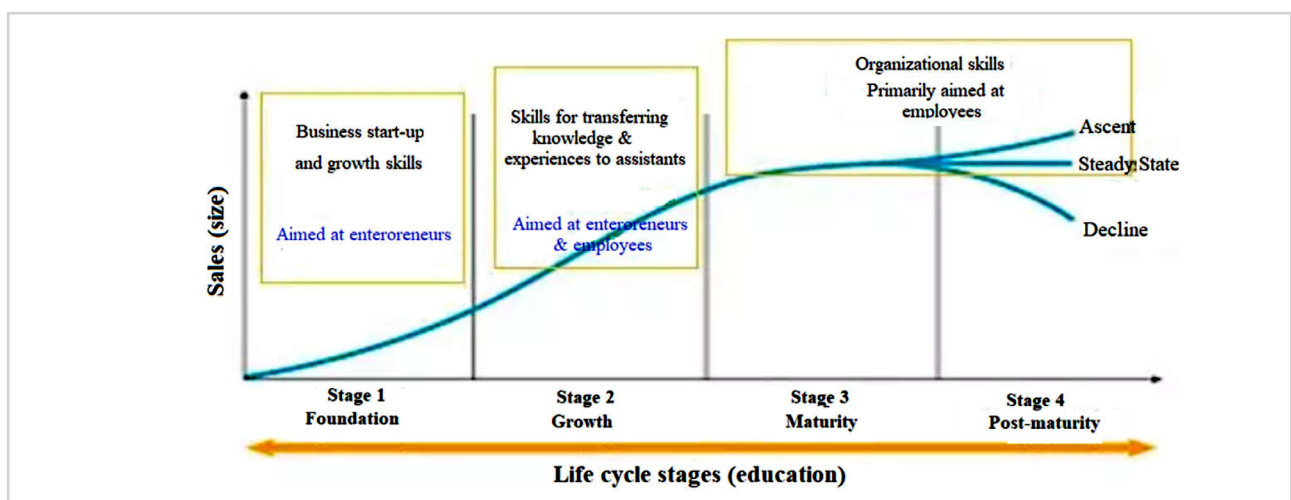 Business start-up
and growth skills
Aimed at enteroreneurs
Skills for transferring
knowledge &
experiences to assistants
Aimed at enteroreneurs
& employees
Organizational skills
Primarily aimed at
employees
Ascent
Steady State
Decline
Sales (size)
Stage 1
Foundation
Stage 2
Growth
Stage 3
Maturity
Stage 4
Post-maturity
Life cycle stages (education)